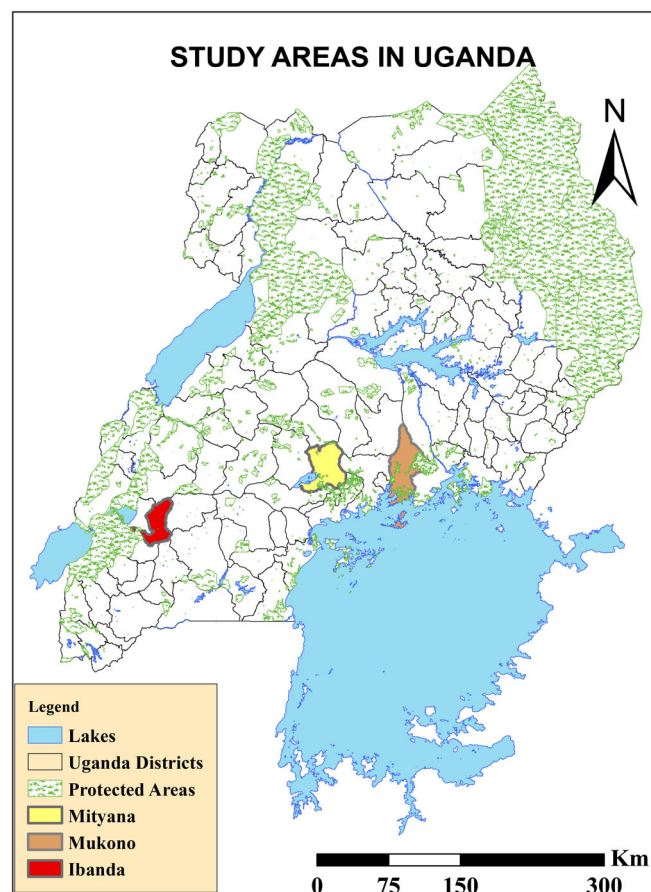 STUDY AREAS IN UGANDA
N
Legend
Lakes
Uganda Districts
Protected Areas
Mityana
Mukono
Ibanda
Km
0 75 150 300